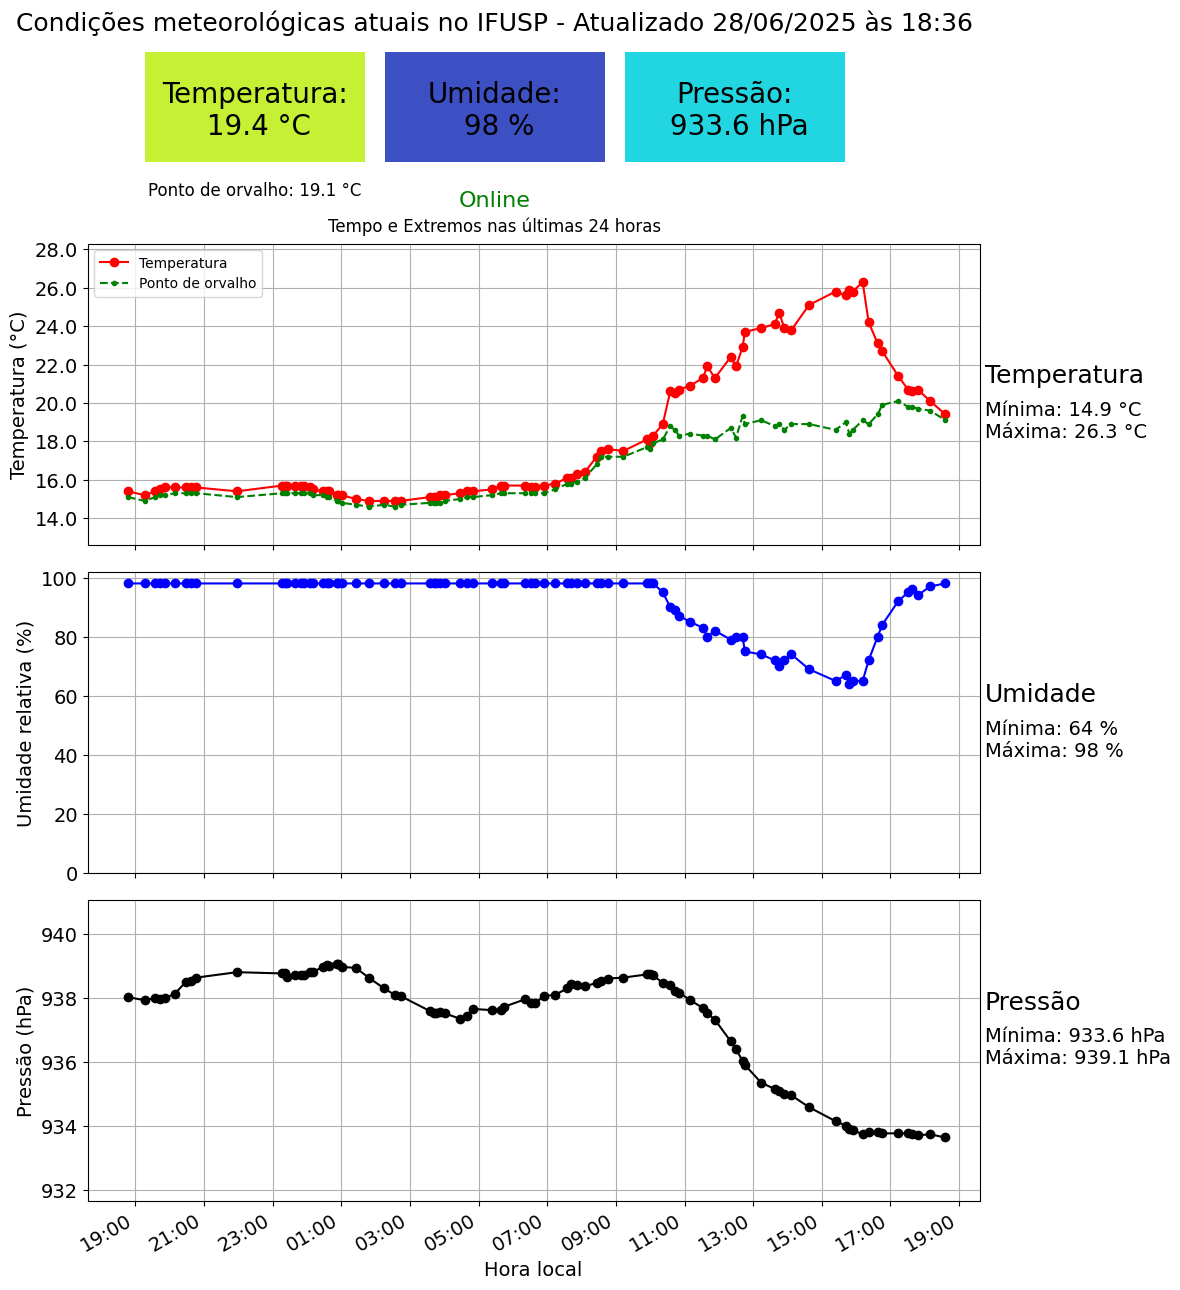 Condições meteorológicas atuais no IFUSP - Atualizado 28/06/2025 às 18:36
Temperatura:
19.4 °C
Umidade:
98 %
Pressão:
933.6 hPa
Ponto de orvalho: 19.1 °C
Online
Tempo e Extremos nas últimas 24 horas
Temperatura (°C)
28.0
26.0
24.0
22.0
20.0
18.0
16.0
14.0
Temperatura
Ponto de orvalho
Temperatura
Mínima: 14.9 °C
Máxima: 26.3 °C
Umidade relativa (%)
100
80
60
40
20
0
Umidade
Mínima: 64 %
Máxima: 98 %
Pressão (hPa)
940
938
936
934
932
Pressão
Mínima: 933.6 hPa
Máxima: 939.1 hPa
19:00 21:00 23:00 01:00 03:00 05:00 07:00 09:00 11:00 13:00 15:00 17:00 19:00
Hora local